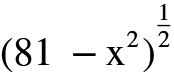 (81 − x²)^{1/2}